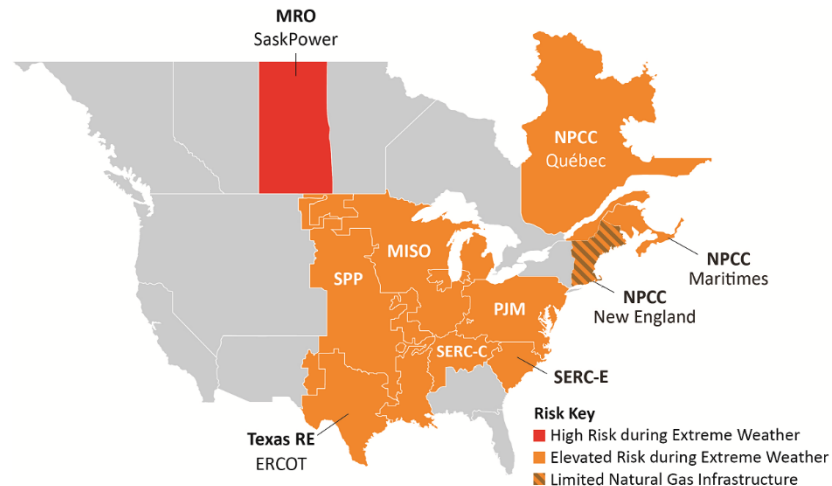 MRO
SaskPower
NPCC
Québec
MISO
SPP
NPCC
Maritimes
NPCC
New England
PJM
SERC-C
SERC-E
Texas RE
ERCOT
Risk Key
High Risk during Extreme Weather
Elevated Risk during Extreme Weather
Limited Natural Gas Infrastructure